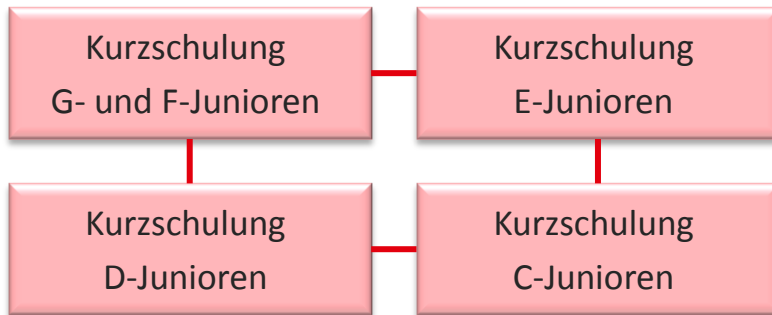 Kurzschulung
G- und F-Junioren
Kurzschulung
E-Junioren
Kurzschulung
D-Junioren
Kurzschulung
C-Junioren